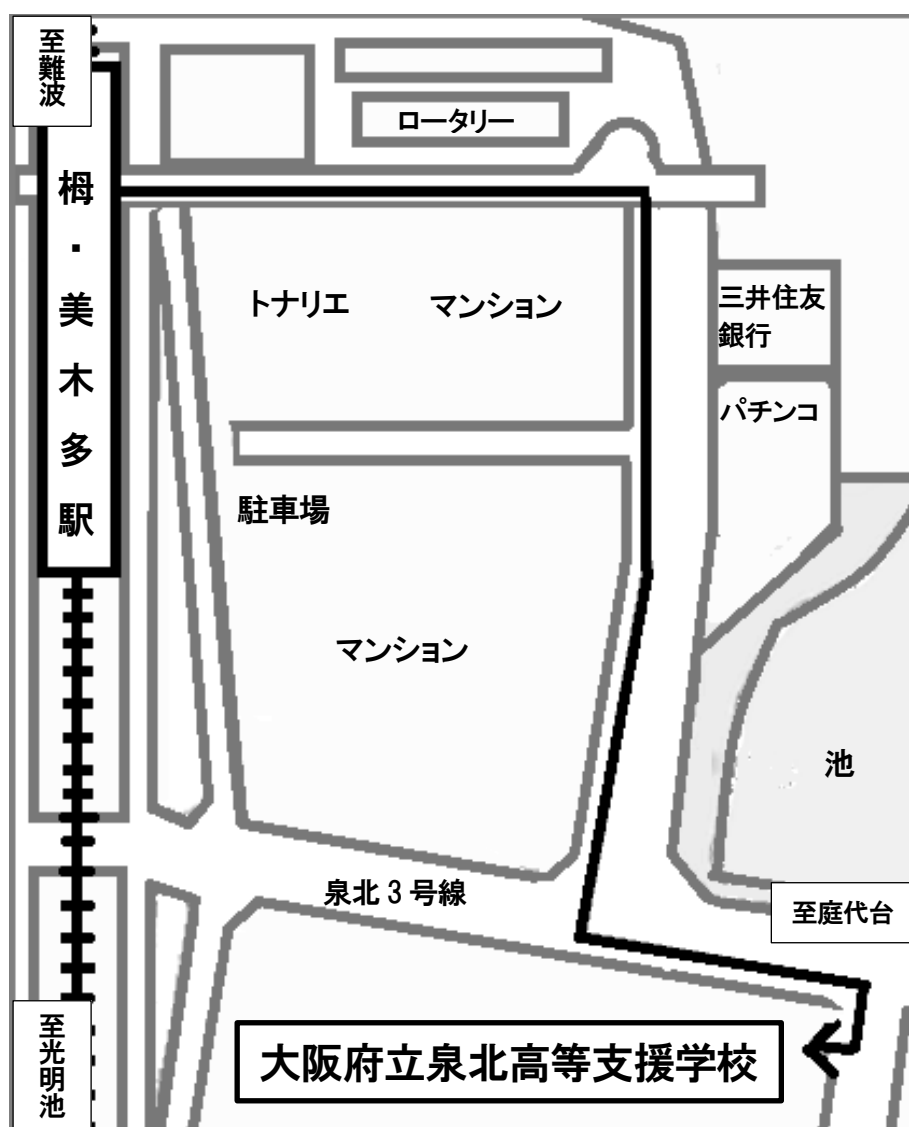 至難波
ロータリー
栂・美木多駅
トナリエ
マンション
三井住友
銀行
パチンコ
駐車場
マンション
池
泉北3号線
至庭代台
至光明池
大阪府立泉北高等支援学校